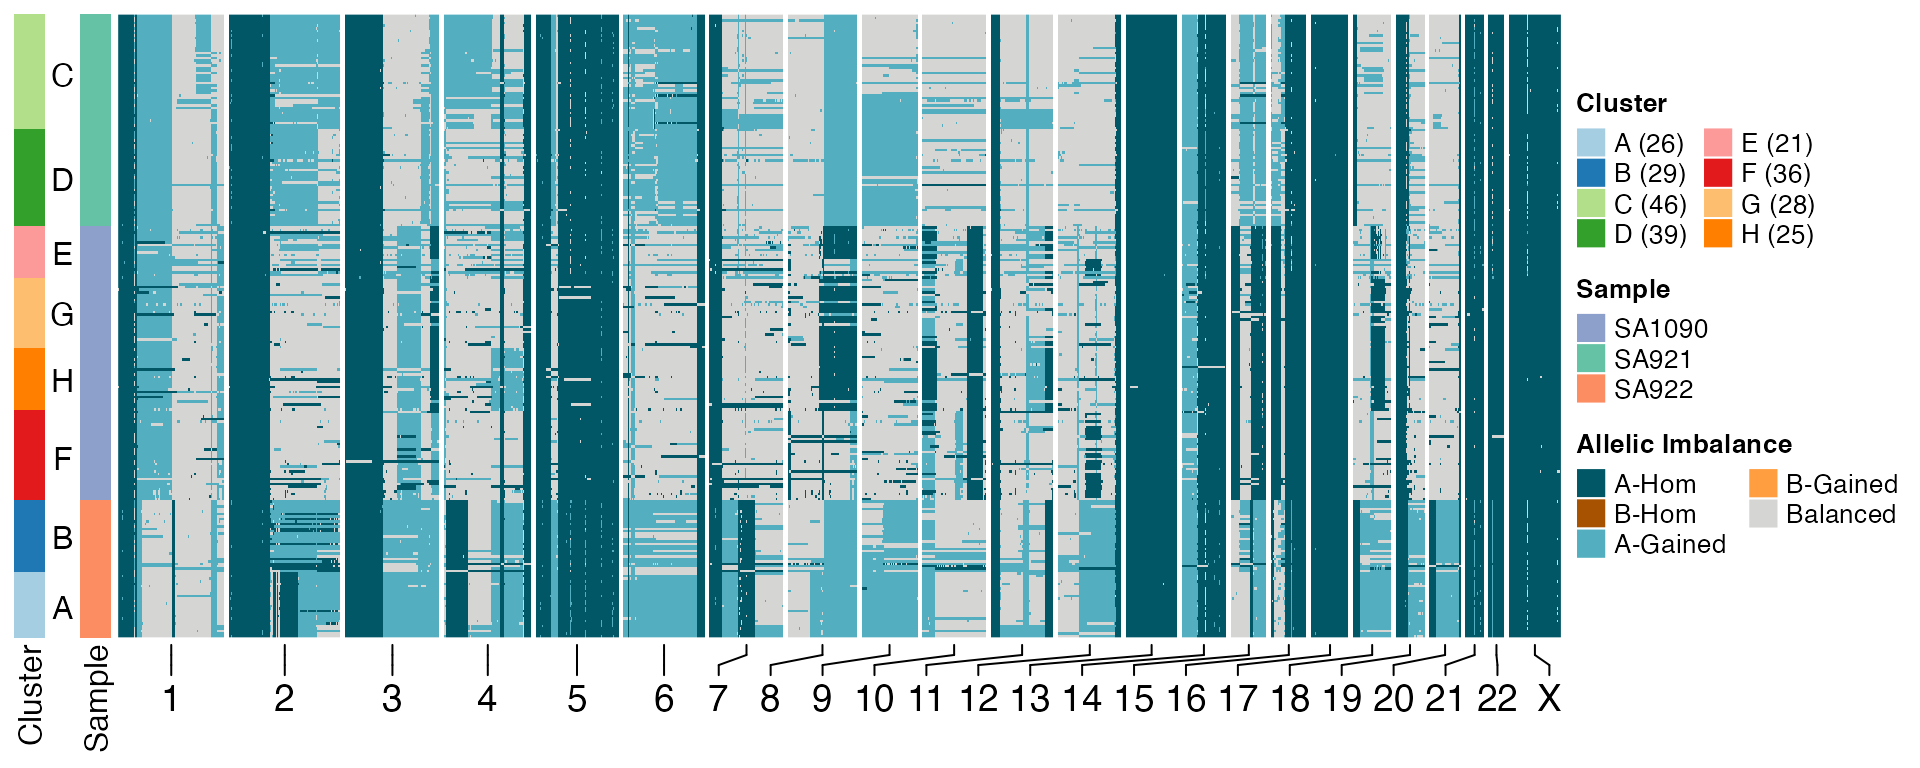 C
D
E
G
H
F
B
A
Cluster
Sample
1 2 3 4 5 6 7 8 9 10 11 12 13 14 15 16 17 18 19 20 21 22 X
Cluster
A (26) E (21)
B (29) F (36)
C (46) G (28)
D (39) H (25)
Sample
SA1090
SA921
SA922
Allelic Imbalance
A-Hom B-Gained
B-Hom Balanced
A-Gained